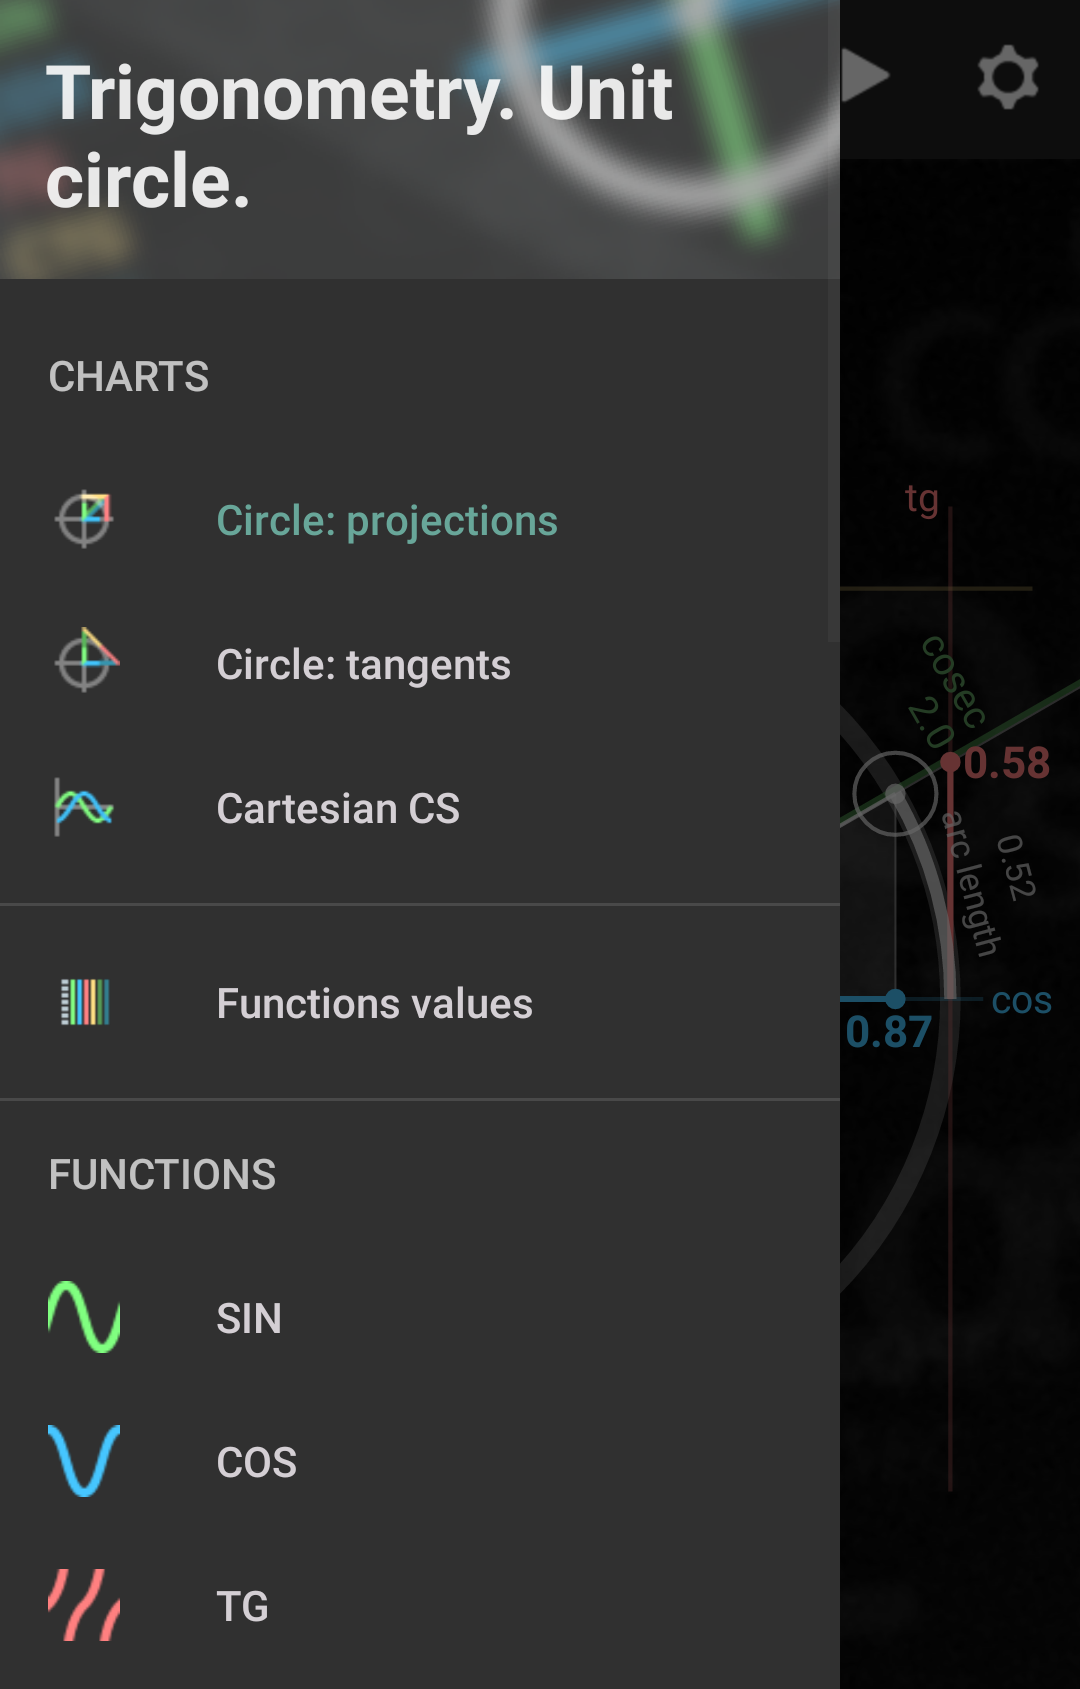 Trigonometry. Unit
circle.
CHARTS
Circle: projections
Circle: tangents
Cartesian CS
Functions values
FUNCTIONS
SIN
COS
TG
tg
cosec
2.0
0.58
arc length
0.52
cos
0.87